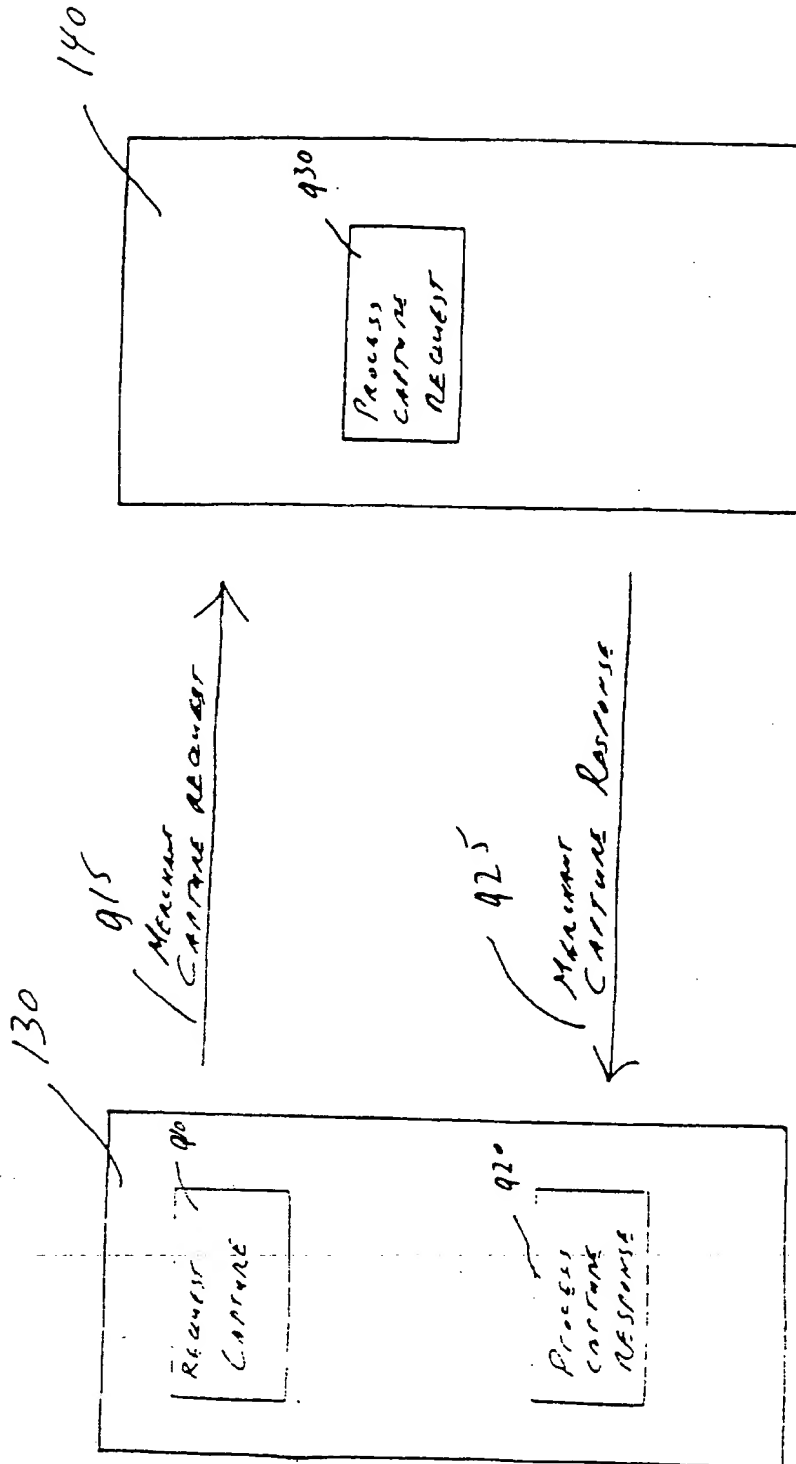 130
REQUEST
CAPTURE
910
PROCESS
CAPTURE
RESPONSE
920
915
MERCHANT
CAPTURE REQUEST
925
MERCHANT
CAPTURE RESPONSE
140
PROCESS
CAPTURE
REQUEST
930